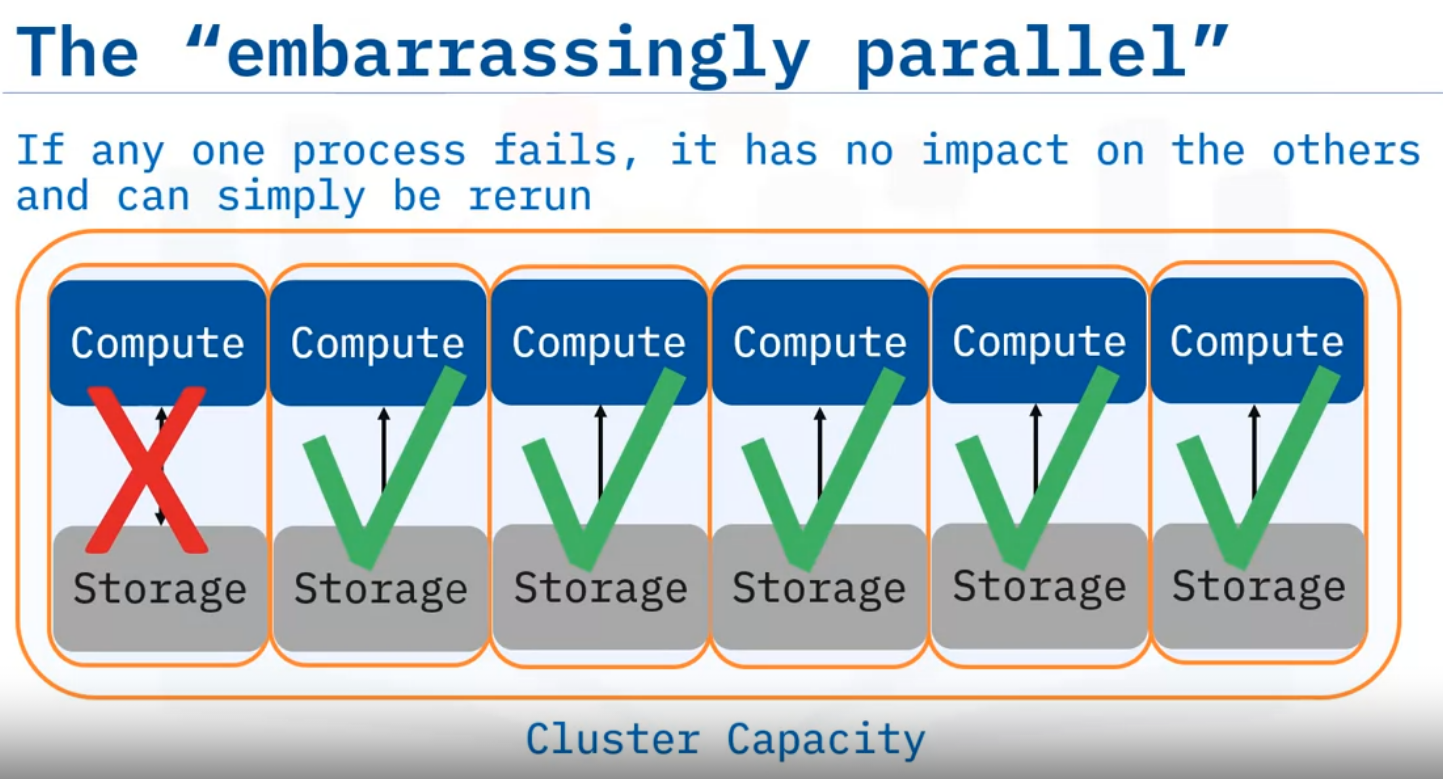 The “embarrassingly parallel”
If any one process fails, it has no impact on the others
and can simply be rerun
Compute Compute Compute Compute Compute Compute
Storage Storage Storage Storage Storage Storage
Cluster Capacity